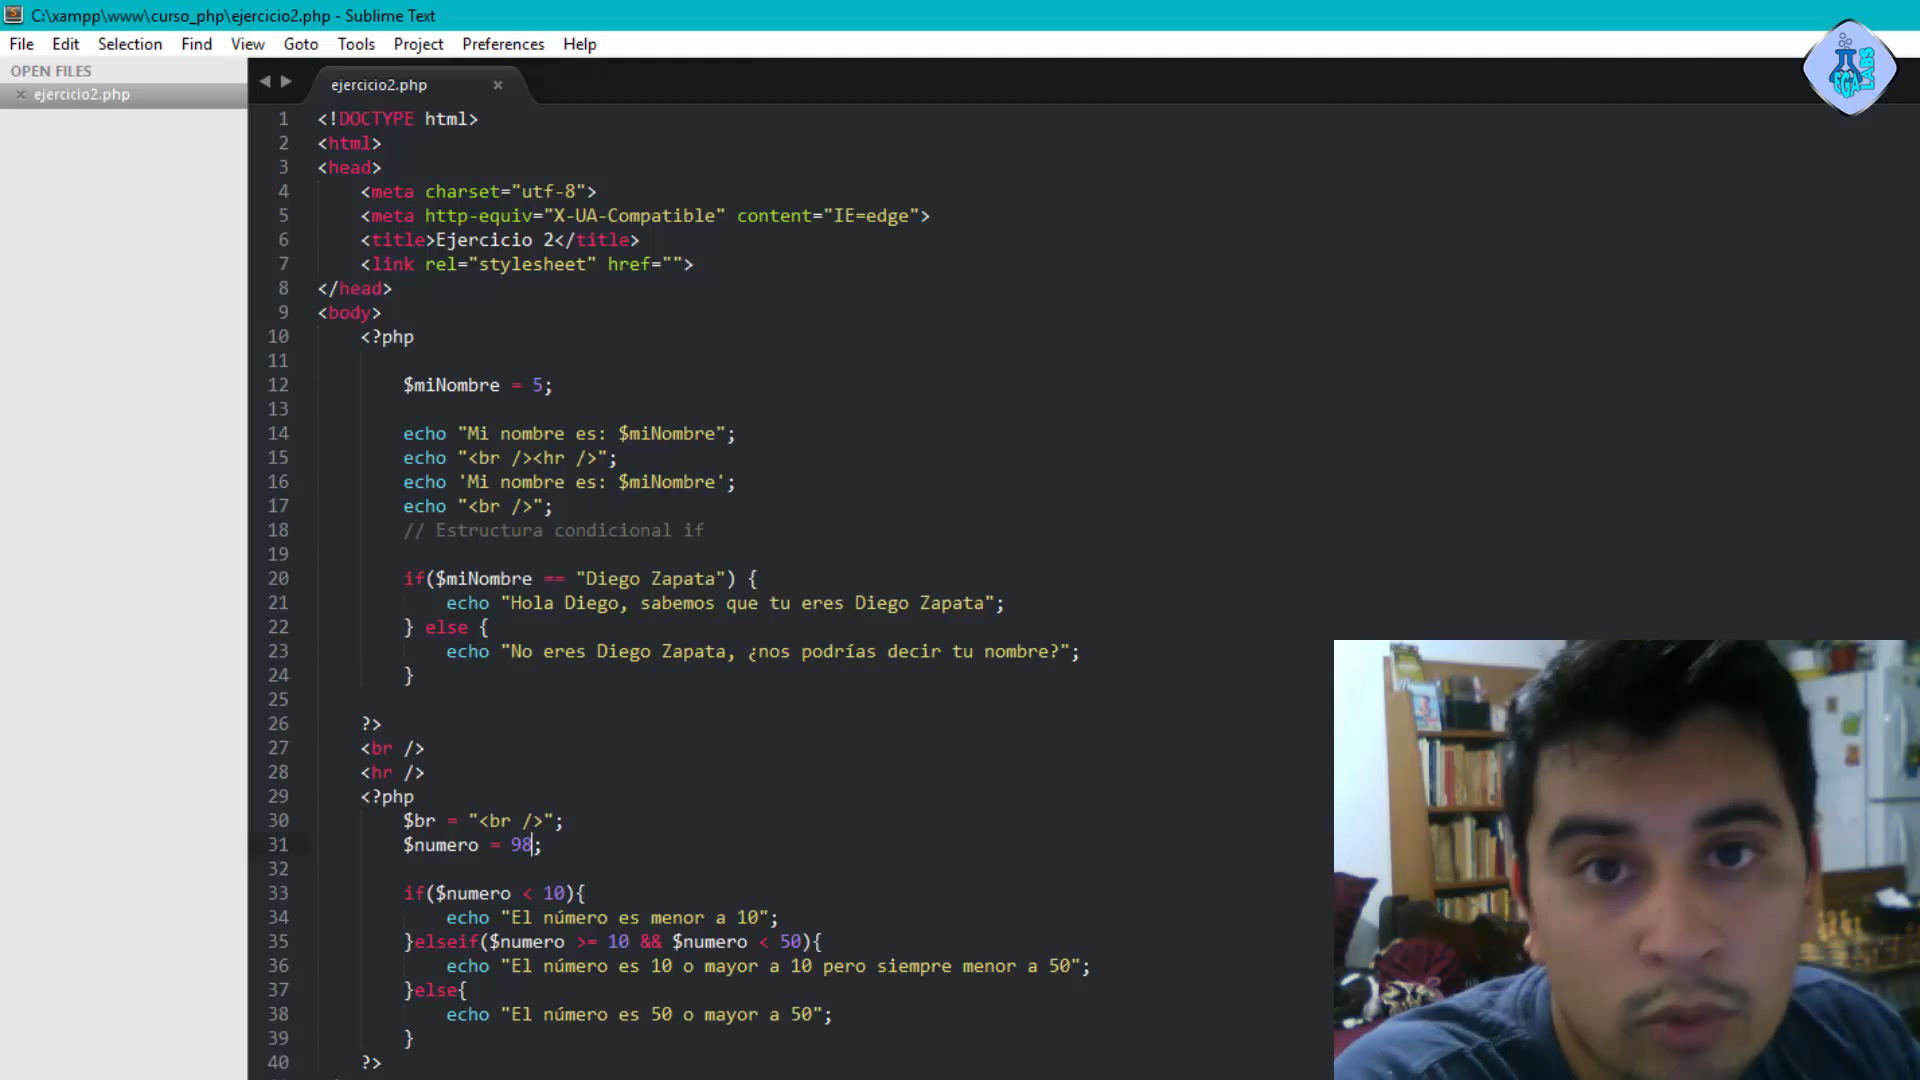 C:\xampp\www\curso_php\ejercicio2.php - Sublime Text
File Edit Selection Find View Goto Tools Project Preferences Help
OPEN FILES
ejercicio2.php
ejercicio2.php
EGA LABS
1 <!DOCTYPE html>
2 <html>
3 <head>
4 <meta charset="utf-8">
5 <meta http-equiv="X-UA-Compatible" content="IE=edge">
6 <title>Ejercicio 2</title>
7 <link rel="stylesheet" href="">
8 </head>
9 <body>
10 <?php
11
12 $miNombre = 5;
13
14 echo "Mi nombre es: $miNombre";
15 echo "<br /><hr />";
16 echo 'Mi nombre es: $miNombre';
17 echo "<br />";
18 // Estructura condicional if
19
20 if($miNombre == "Diego Zapata") {
21 echo "Hola Diego, sabemos que tu eres Diego Zapata";
22 } else {
23 echo "No eres Diego Zapata, ¿nos podrías decir tu nombre?";
24 }
25
26 ?>
27 <br />
28 <hr />
29 <?php
30 $br = "<br />";
31 $numero = 98;
32
33 if($numero < 10){
34 echo "El número es menor a 10";
35 }elseif($numero >= 10 && $numero < 50){
36 echo "El número es 10 o mayor a 10 pero siempre menor a 50";
37 }else{
38 echo "El número es 50 o mayor a 50";
39 }
40 ?>